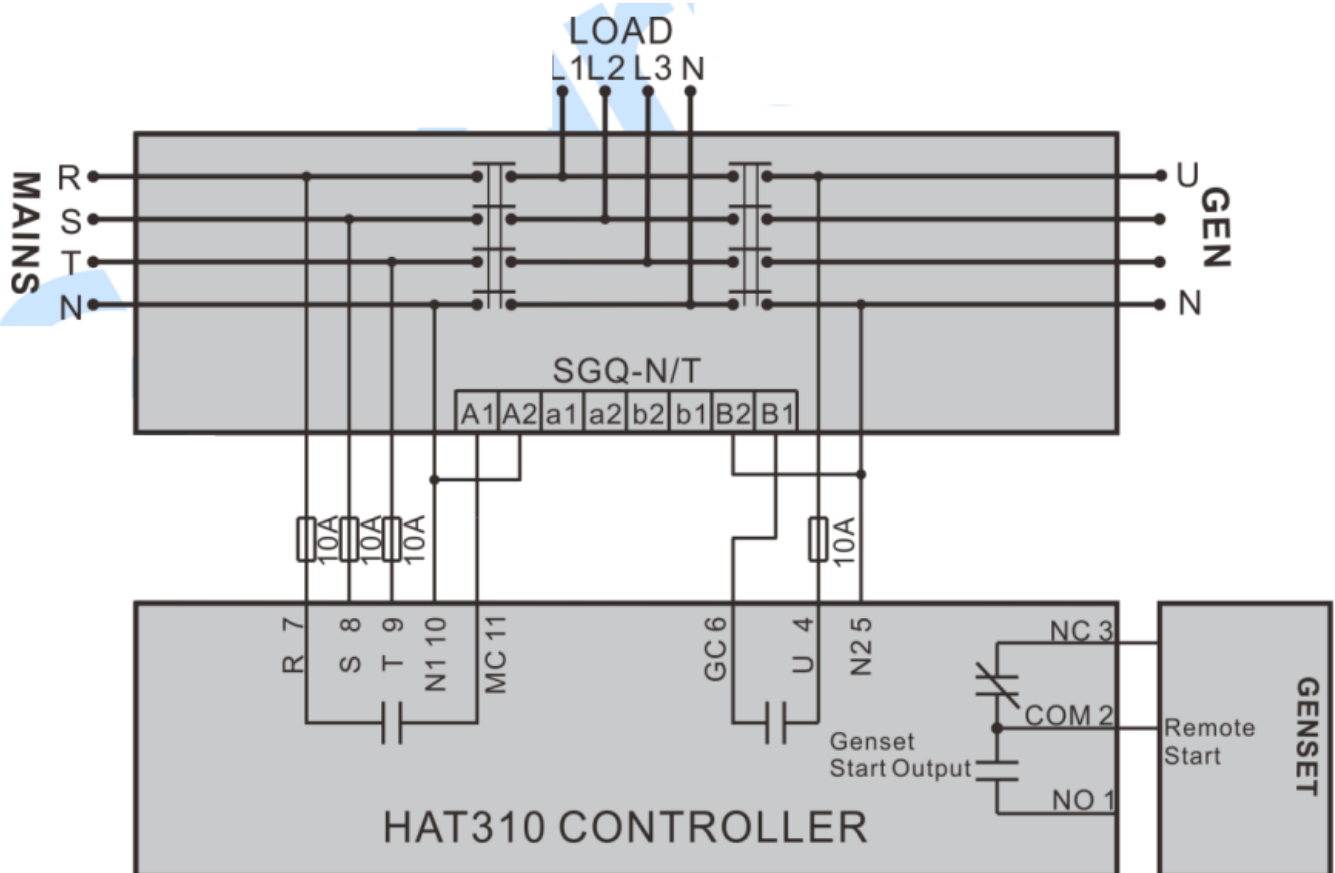 LOAD
L1 L2 L3 N
MAINS
R
S
T
N
U
N
GEN
SGQ-N/T
A1 A2 a1 a2 b2 b1 B2 B1
10A 10A 10A 10A
R 7
S 8
T 9
N1 10
MC 11
GC 6
U 4
N2 5
NC 3
COM 2
NO 1
Genset
Start Output
Remote
Start
GENSET
HAT310 CONTROLLER